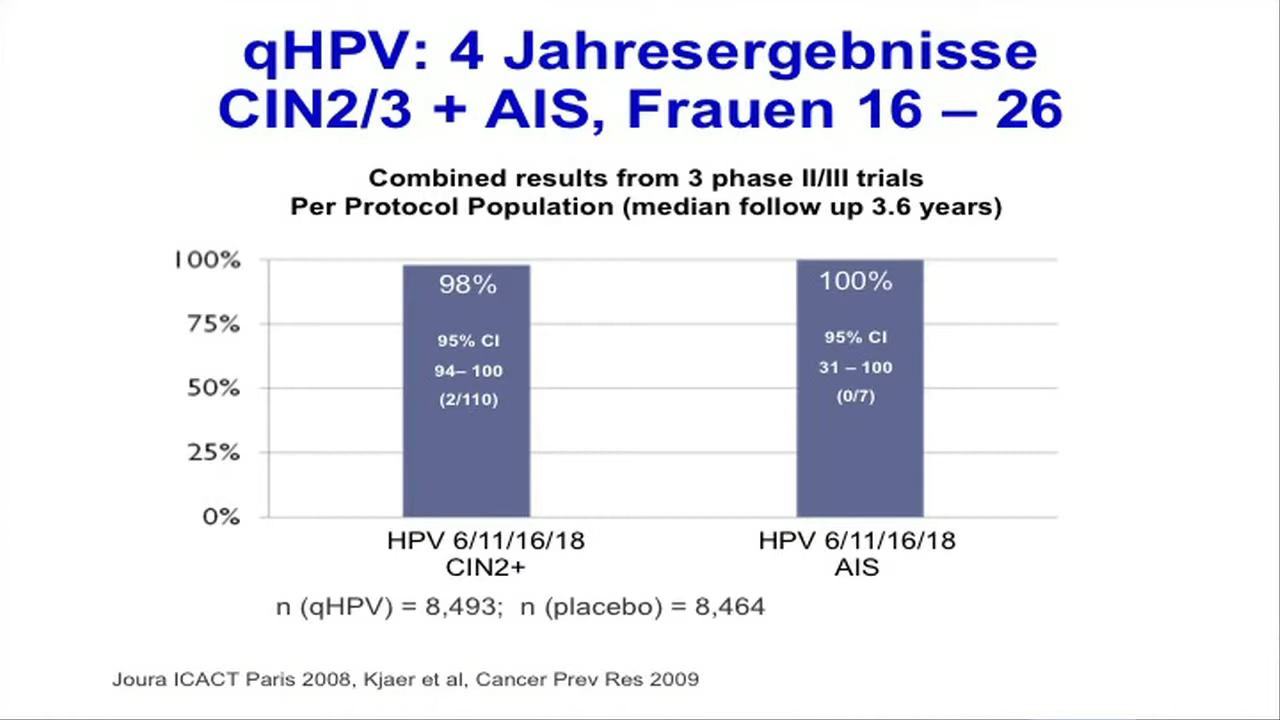 qHPV: 4 Jahresergebnisse
CIN2/3 + AIS, Frauen 16 – 26
Combined results from 3 phase II/III trials
Per Protocol Population (median follow up 3.6 years)
100%
75%
50%
25%
0%
98%
95% CI
94– 100
(2/110)
100%
95% CI
31 – 100
(0/7)
HPV 6/11/16/18
CIN2+
HPV 6/11/16/18
AIS
n (qHPV) = 8,493;  n (placebo) = 8,464
Joura ICACT Paris 2008, Kjaer et al, Cancer Prev Res 2009